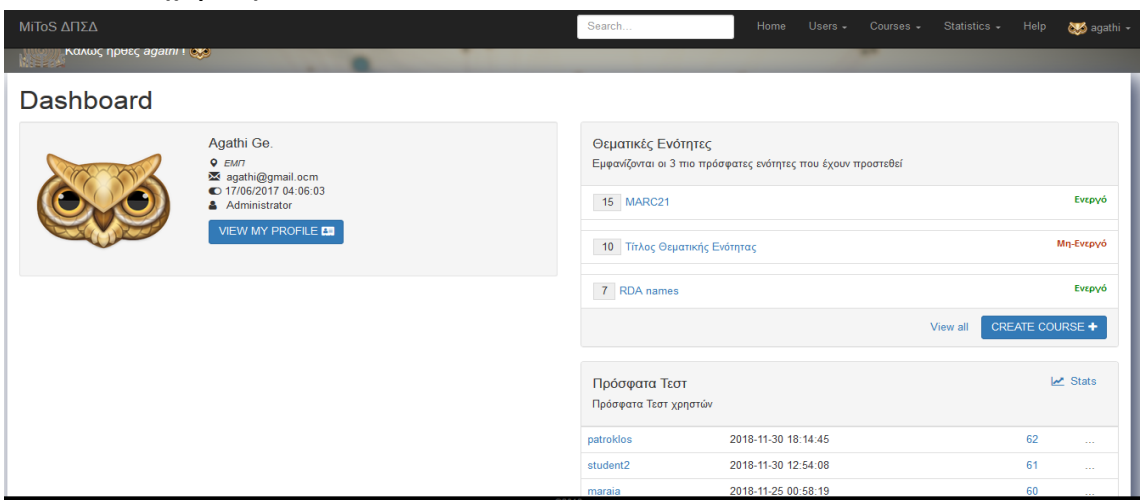 MiToS ΔΠΣΔ
Search...
Home Users Courses Statistics Help agathi
Καλώς ήρθες agathi !
Dashboard
Agathi Ge.
ΕΜΠ
agathi@gmail.ocm
17/06/2017 04:06:03
Administrator
VIEW MY PROFILE
Θεματικές Ενότητες
Εμφανίζονται οι 3 πιο πρόσφατες ενότητες που έχουν προστεθεί
15 MARC21 Ενεργό
10 Τίτλος Θεματικής Ενότητας Μη-Ενεργό
7 RDA names Ενεργό
View all CREATE COURSE
Πρόσφατα Τεστ Stats
Πρόσφατα Τεστ χρηστών
patroklos 2018-11-30 18:14:45 62 ...
student2 2018-11-30 12:54:08 61 ...
maraia 2018-11-25 00:58:19 60 ...